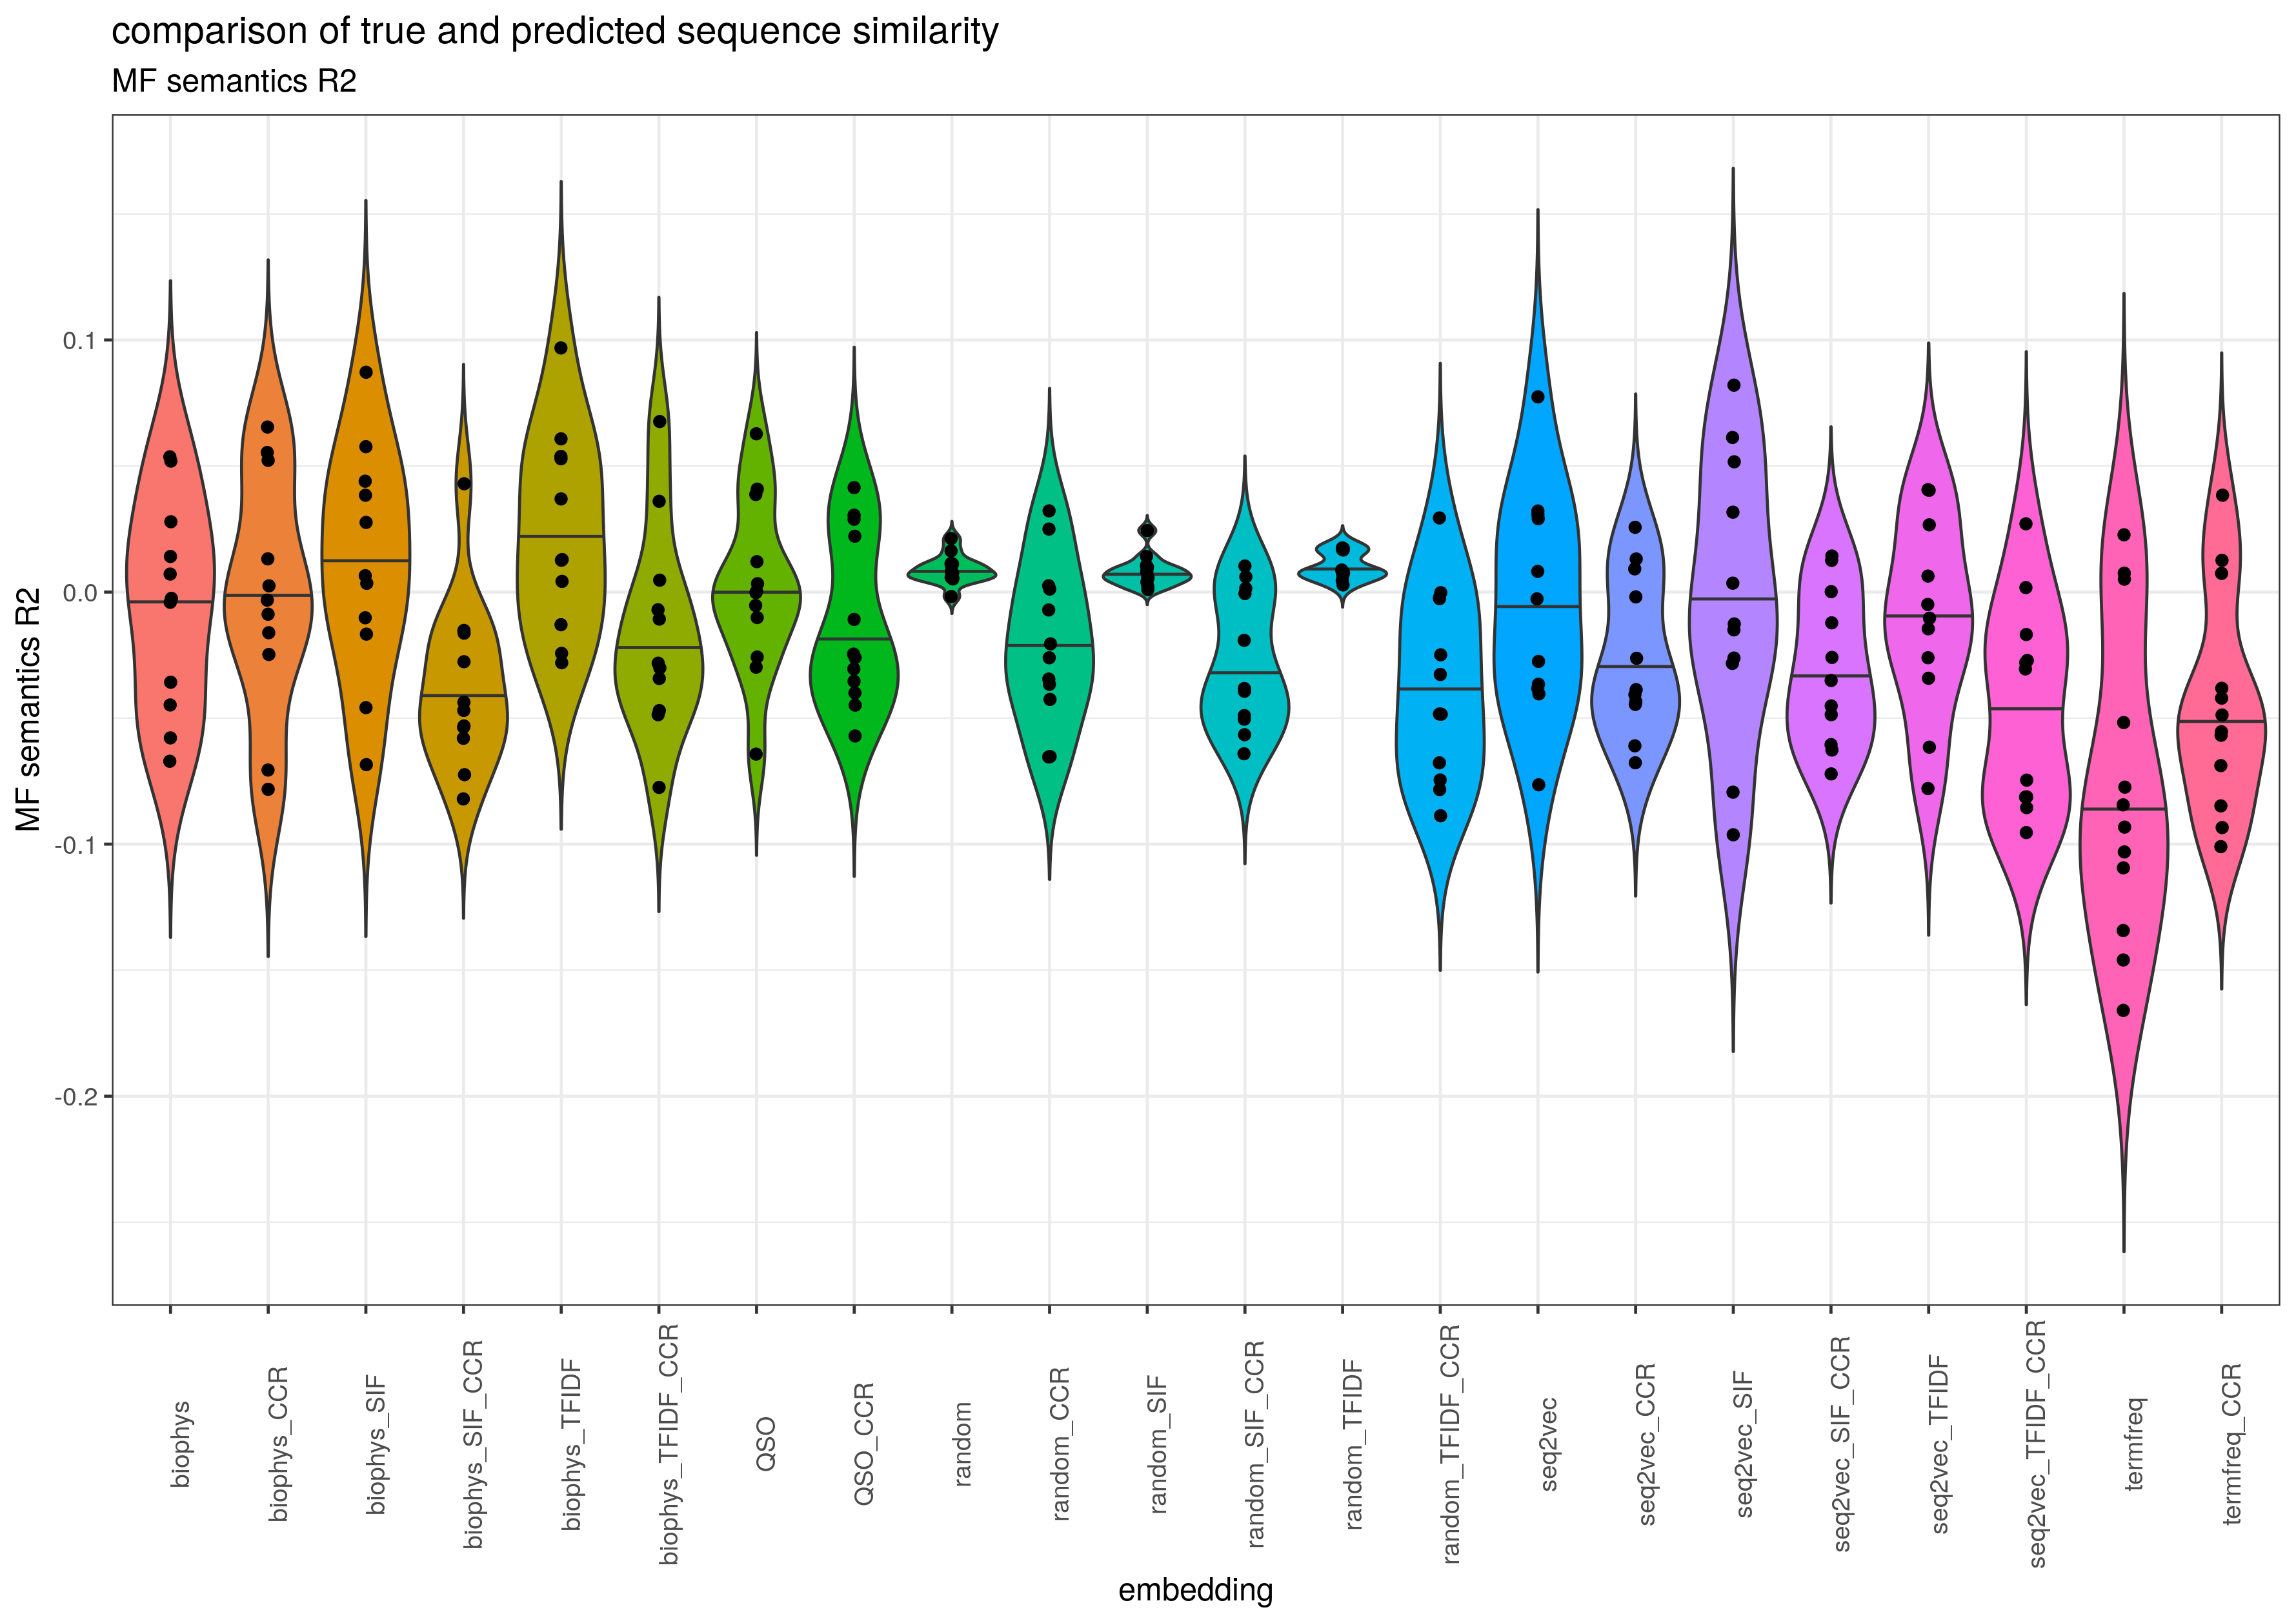 comparison of true and predicted sequence similarity
MF semantics R2
MF semantics R2
0.1
0.0
-0.1
-0.2
biophys
biophys_CCR
biophys_SIF
biophys_SIF_CCR
biophys_TFIDF
biophys_TFIDF_CCR
QSO
QSO_CCR
random
random_CCR
random_SIF
random_SIF_CCR
random_TFIDF
random_TFIDF_CCR
seq2vec
seq2vec_CCR
seq2vec_SIF
seq2vec_SIF_CCR
seq2vec_TFIDF
seq2vec_TFIDF_CCR
termfreq
termfreq_CCR
embedding